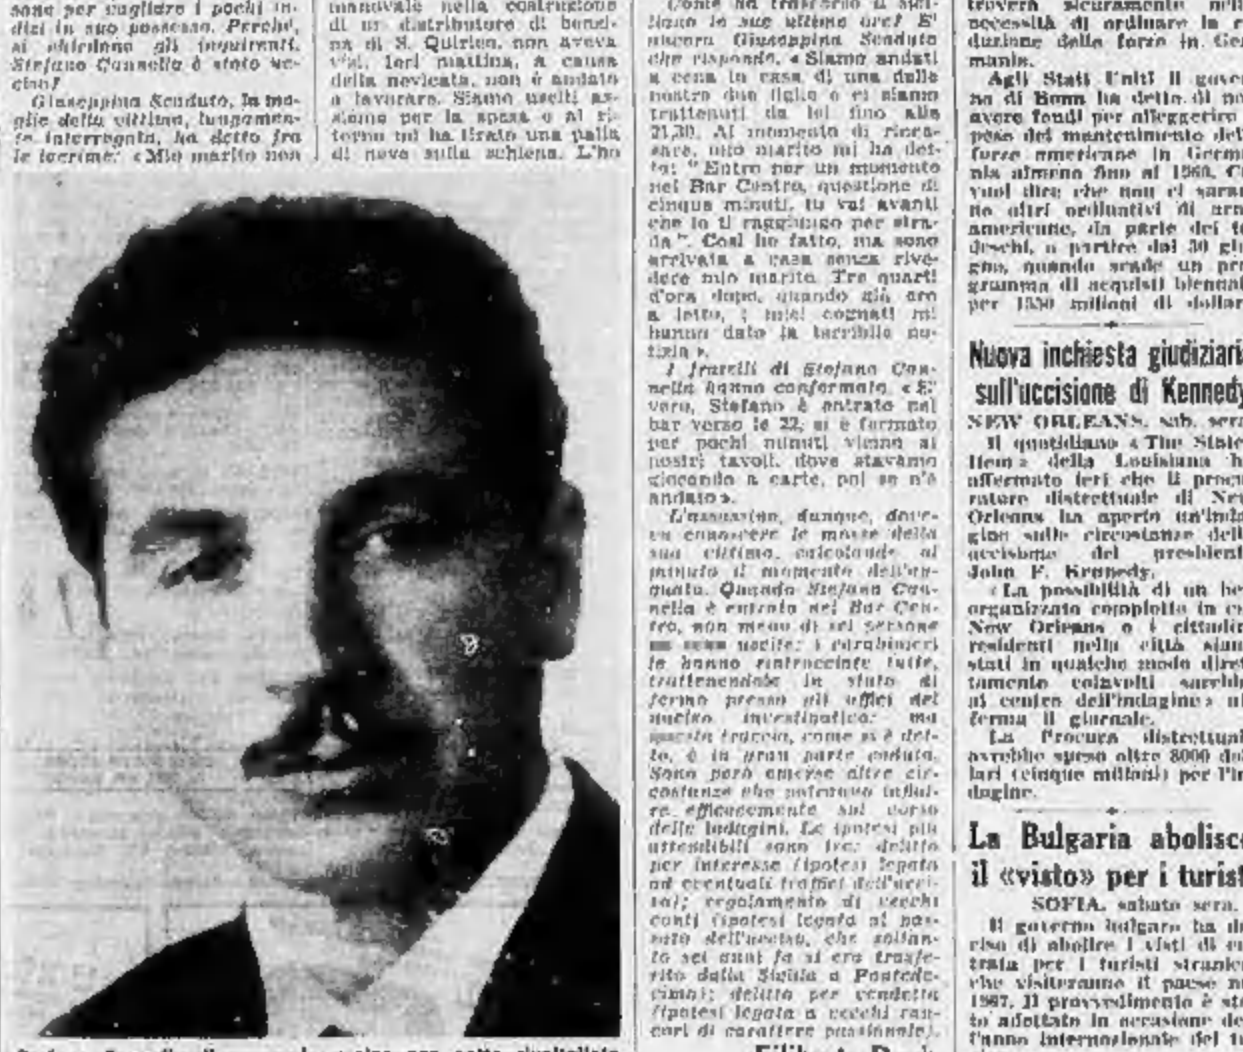 sono per vagliare i pochi in-
dizi in suo possesso. Perché,
si chiedono gli inquirenti,
Stefano Cannella è stato uc-
ciso?
Giuseppina Scaduto, la mo-
glie della vittima, lungamen-
te interrogata, ha detto fra
le lacrime: «Mio marito non
manovale nella costruzione
di un distributore di benzi-
na di S. Quirico, non aveva
vizi. Ieri mattina, a causa
della nevicata, non è andato
a lavorare. Siamo usciti as-
sieme per la spesa e al ri-
torno mi ha tirato una palla
di neve sulla schiena. L'ho
Come ha trascorso il
le sue ultime ore? E'
ancora Giuseppina Scaduto
che risponde. «Siamo andati
a cena in casa di una delle
nostre due figlie e ci siamo
trattenuti da lei fino alle
21,30. Al momento di rinca-
sare, mio marito mi ha det-
to: "Entro per un momento
nel Bar Centro, questione di
cinque minuti, tu vai avanti
che io ti raggiungo per stra-
da". Così ho fatto, ma sono
arrivata a casa senza rive-
dere mio marito. Tre quarti
d'ora dopo, quando già ero
a letto, i miei cognati mi
hanno dato la terribile no-
tizia».
I fratelli di Stefano Can-
nella hanno confermato. «E'
vero, Stefano è entrato nel
bar verso le 22, si è fermato
per pochi minuti vicino ai
nostri tavoli, dove stavamo
giocando a carte, poi se n'è
andato».
L'assassino, dunque, dove-
va conoscere le mosse della
sua vittima, calcolando al
minuto il momento dell'ag-
guato. Quando Stefano Can-
nella è entrato nel Bar Cen-
tro, non meno di sei persone
ne sono uscite: i carabinieri
le hanno rintracciate tutte,
trattenendole in stato di
fermo presso gli uffici del
nucleo investigativo: ma
questa traccia, come si è det-
to, è in gran parte caduta.
Sono però emerse altre cir-
costanze che potranno influi-
re efficacemente sul corso
delle indagini. Le ipotesi più
attendibili sono tre: delitto
per interesse (ipotesi legata
ad eventuali traffici dell'ucci-
so); regolamento di vecchi
conti (ipotesi legata al pas-
sato dell'ucciso, che soltan-
to sei anni fa si era trasfe-
rito dalla Sicilia a Pontede-
cimo); delitto per vendetta
(ipotesi legata a vecchi ran-
cori di carattere passionale).
troverà sicuramente nella
necessità di ordinare la ri
duzione delle forze in Ger
mania.
Agli Stati Uniti il gover
no di Bonn ha detto di no
avere fondi per alleggerire
peso del mantenimento dell
forze americane in Germa
nia almeno fino al 1968. Ci
vuol dire che non ci saran
no altri ordinativi di arm
americane, da parte dei te
deschi, a partire dal 30 giu
gno, quando scade un pro
gramma di acquisti biennal
per 1350 milioni di dollari
Nuova inchiesta giudiziari
sull'uccisione di Kennedy
NEW ORLEANS, sab. sera
Il quotidiano «The State
Item» della Louisiana h
affermato ieri che il procu
ratore distrettuale di New
Orleans ha aperto un'inda
gine sulle circostanze dell
uccisione del president
John F. Kennedy.
«La possibilità di un be
organizzato complotto in cu
New Orleans o i cittadin
residenti nella città sian
stati in qualche modo diret
tamente coinvolti sarebb
al centro dell'indagine» af
ferma il giornale.
La Procura distrettual
avrebbe speso oltre 8000 dol
lari (cinque milioni) per l'in
dagine.
La Bulgaria abolisce
il «visto» per i turist
SOFIA, sabato sera.
Il governo bulgaro ha de
ciso di abolire i visti di en
trata per i turisti stranier
che visiteranno il paese ne
1967. Il provvedimento è sta
to adottato in occasione del
l'anno internazionale del tu